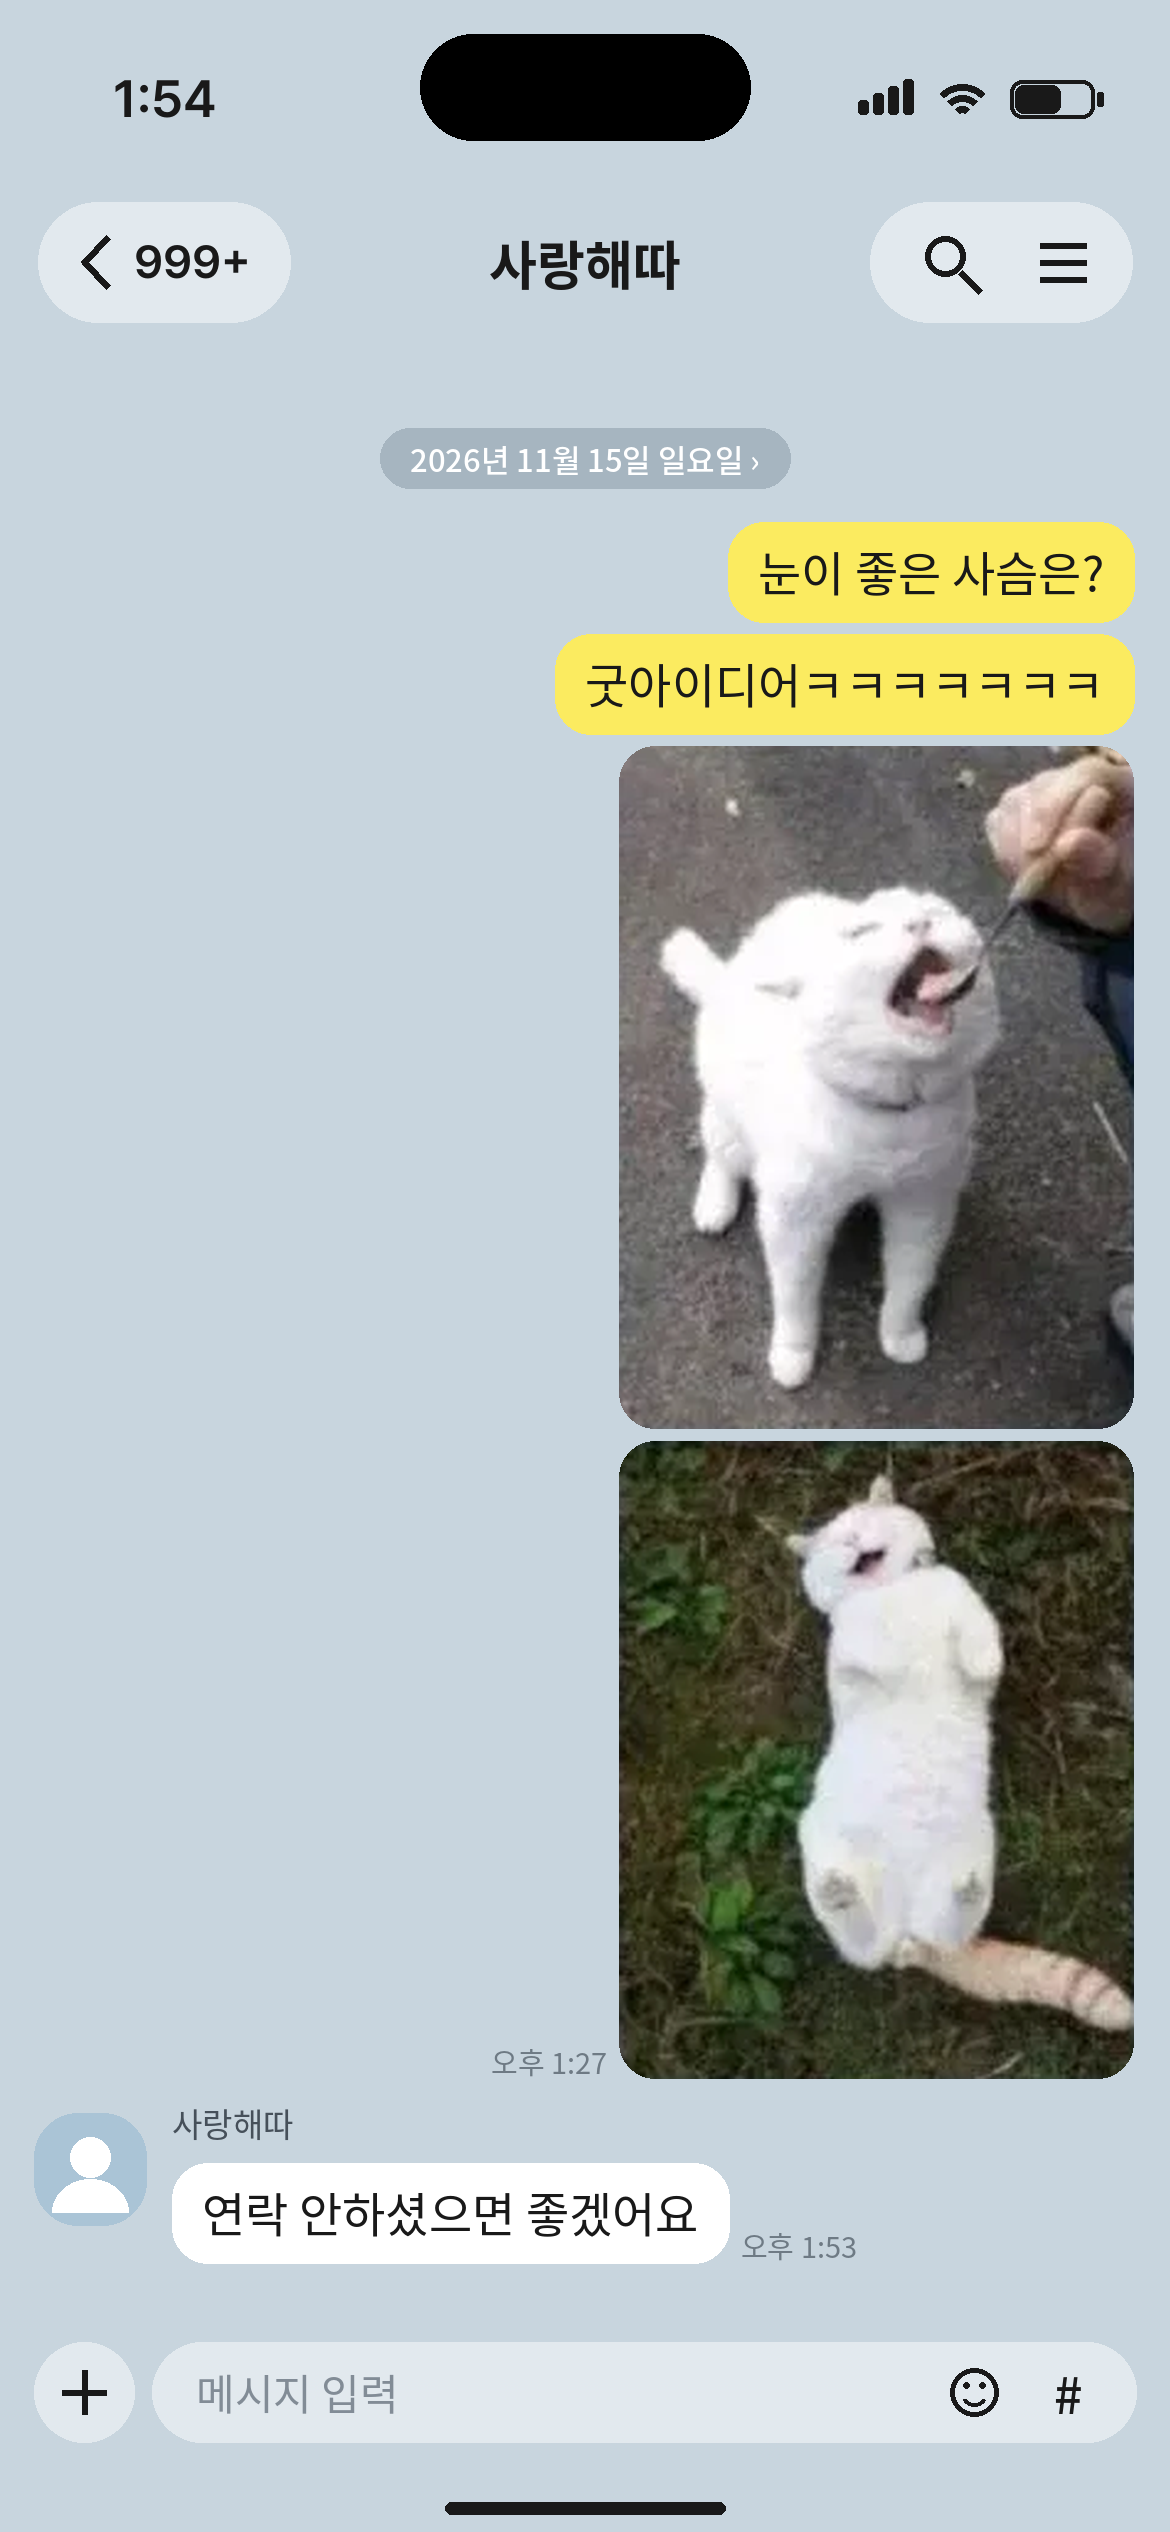 1:54
999+
사랑해따
2026년 11월 15일 일요일 ›
눈이 좋은 사슴은?
굿아이디어ㅋㅋㅋㅋㅋㅋㅋ
오후 1:27
사랑해따
연락 안하셨으면 좋겠어요
오후 1:53
메시지 입력
#